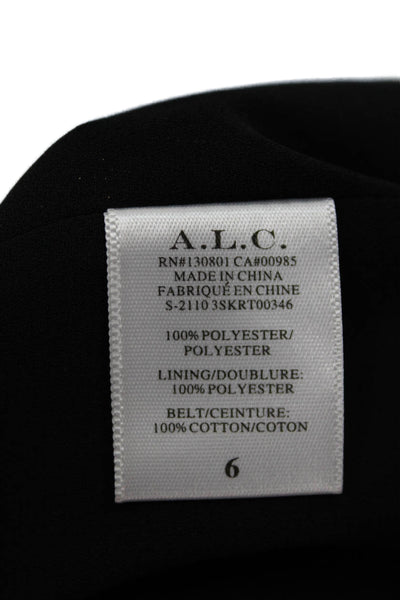 A.L.C.
RN#130801 CA#00985
MADE IN CHINA
FABRIQUÉ EN CHINE
S-2110 3SKRT00346
100% POLYESTER/
POLYESTER
LINING/DOUBLURE:
100% POLYESTER
BELT/CEINTURE:
100% COTTON/COTON
6